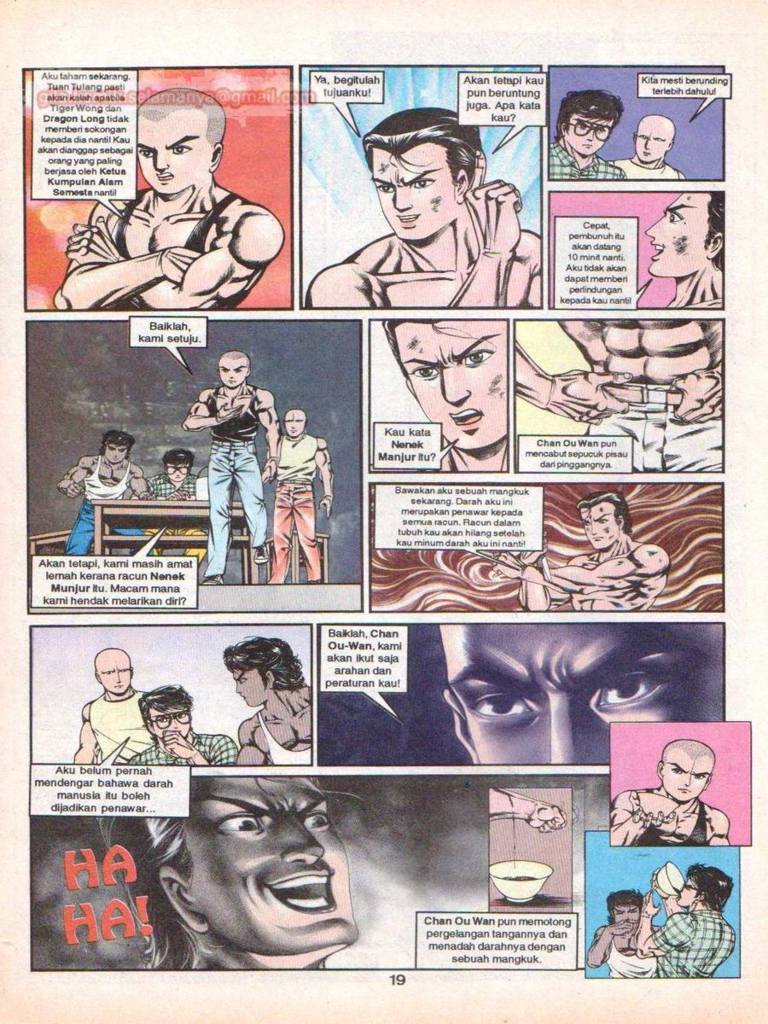 Aku faham sekarang.
Tuan Tulang pasti
akan kalah apabila
Tiger Wong dan
Dragon Long tidak
memberi sokongan
kepada dia nanti! Kau
akan dianggap sebagai
orang yang paling
berjasa oleh Ketua
Kumpulan Alam
Semesta nanti!
Ya, begitulah
tujuanku!
Akan tetapi kau
pun beruntung
juga. Apa kata
kau?
Kita mesti berunding
terlebih dahulu!
Cepat,
pembunuh itu
akan datang
10 minit nanti.
Aku tidak akan
dapat memberi
perlindungan
kepada kau nanti!
Baiklah,
kami setuju.
Akan tetapi, kami masih amat
lemah kerana racun Nenek
Munjur itu. Macam mana
kami hendak melarikan diri?
Kau kata
Nenek
Manjur itu?
Chan Ou Wan pun
mencabut sepucuk pisau
dari pinggangnya.
Bawakan aku sebuah mangkuk
sekarang. Darah aku ini
merupakan penawar kepada
semua racun. Racun dalam
tubuh kau akan hilang setelah
kau minum darah aku ini nanti!
Aku belum pernah
mendengar bahawa darah
manusia itu boleh
dijadikan penawar...
Baiklah, Chan
Ou-Wan, kami
akan ikut saja
arahan dan
peraturan kau!
HA
HA
HA!
Chan Ou Wan pun memotong
pergelangan tangannya dan
menadah darahnya dengan
sebuah mangkuk.
19